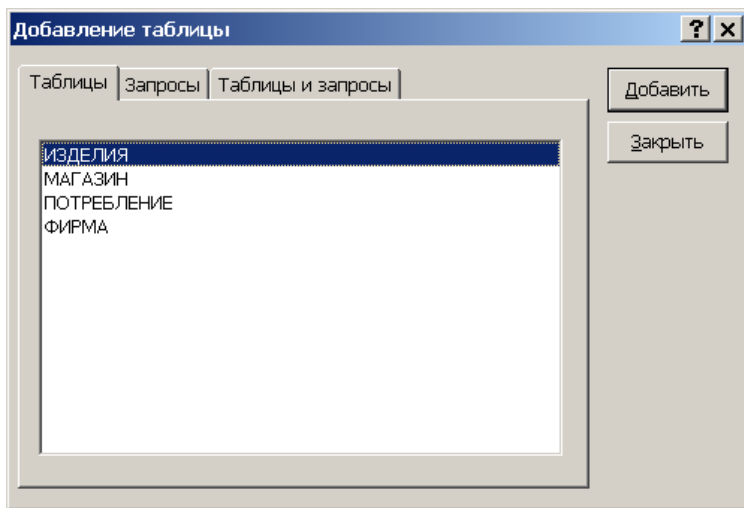 Добавление таблицы
Таблицы Запросы Таблицы и запросы
Добавить
Закрыть
ИЗДЕЛИЯ
МАГАЗИН
ПОТРЕБЛЕНИЕ
ФИРМА